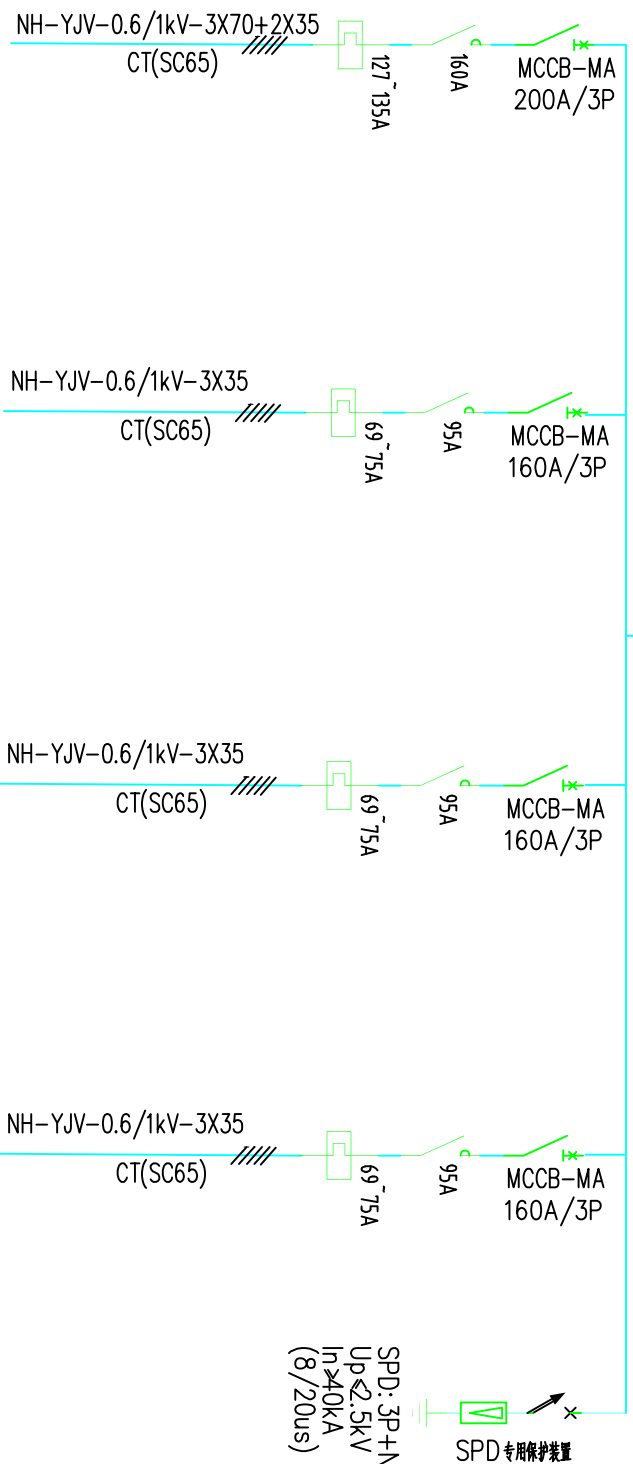 NH-YJV-0.6/1kV-3X70+2X35
CT(SC65)
127~135A
160A
MCCB-MA
200A/3P
NH-YJV-0.6/1kV-3X35
CT(SC65)
69~75A
95A
MCCB-MA
160A/3P
NH-YJV-0.6/1kV-3X35
CT(SC65)
69~75A
95A
MCCB-MA
160A/3P
NH-YJV-0.6/1kV-3X35
CT(SC65)
69~75A
95A
MCCB-MA
160A/3P
SPD: 3P+N
Up≤2.5kV
In≥40kA
(8/20us)
SPD专用保护装置